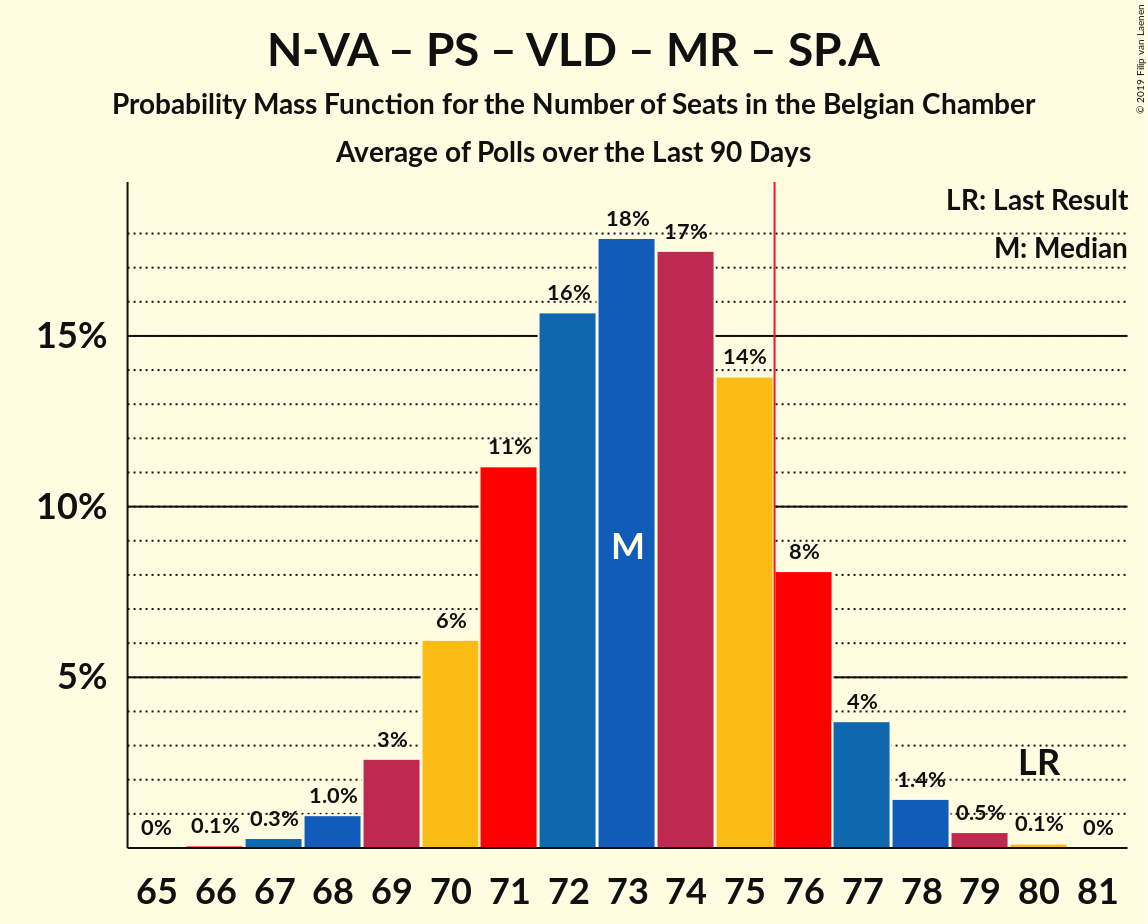 N-VA – PS – VLD – MR – SP.A
Probability Mass Function for the Number of Seats in the Belgian Chamber
Average of Polls over the Last 90 Days
© 2019 Filip van Laenen
LR: Last Result
M: Median
15%
10%
5%
0%
0.1%
0.3%
1.0%
3%
6%
11%
16%
18%
17%
14%
8%
4%
1.4%
0.5%
0.1%
0%
M
LR
65 66 67 68 69 70 71 72 73 74 75 76 77 78 79 80 81